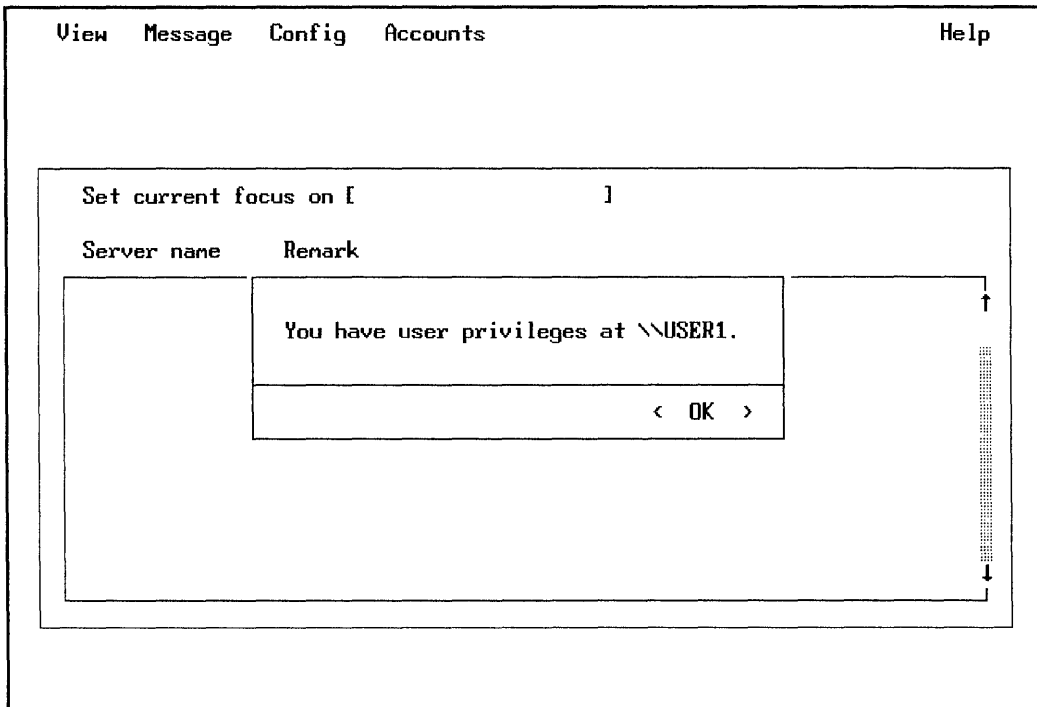 View Message Config Accounts Help
Set current focus on [ ]
Server name Remark
You have user privileges at \\USER1.
< OK >